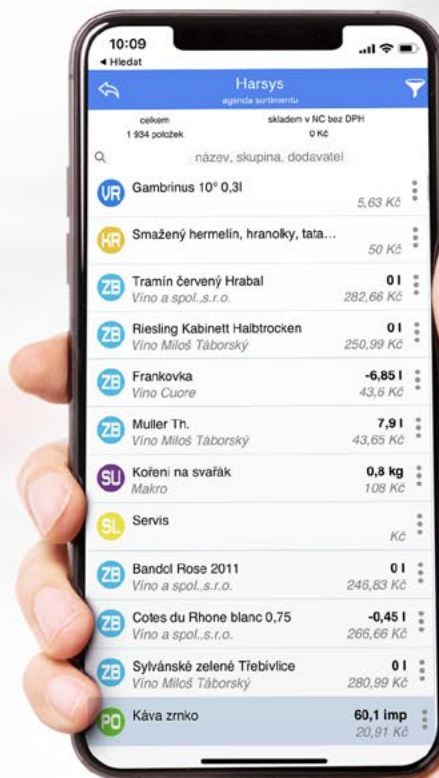 10:09
◀ Hledat
Harsys
agenda sortimentu
celkem skladem v NC bez DPH
1 934 položek 0 Kč
název, skupina, dodavatel
VR Gambrinus 10° 0,3l
5,63 Kč
KR Smažený hermelín, hranolky, tata...
50 Kč
ZB Tramín červený Hrabal 0 l
Víno a spol.,s.r.o. 282,66 Kč
ZB Riesling Kabinett Halbtrocken 0 l
Víno Miloš Táborský 250,99 Kč
ZB Frankovka -6,85 l
Vino Cuore 43,6 Kč
ZB Muller Th. 7,9 l
Víno Miloš Táborský 43,65 Kč
SU Koření na svařák 0,8 kg
Makro 108 Kč
SL Servis
Kč
ZB Bandol Rose 2011 0 l
Víno a spol.,s.r.o. 246,83 Kč
ZB Cotes du Rhone blanc 0,75 -0,45 l
Víno a spol.,s.r.o. 266,66 Kč
ZB Sylvánské zelené Třebívlice 0 l
Víno Miloš Táborský 280,99 Kč
PO Káva zrnko 60,1 imp
20,91 Kč